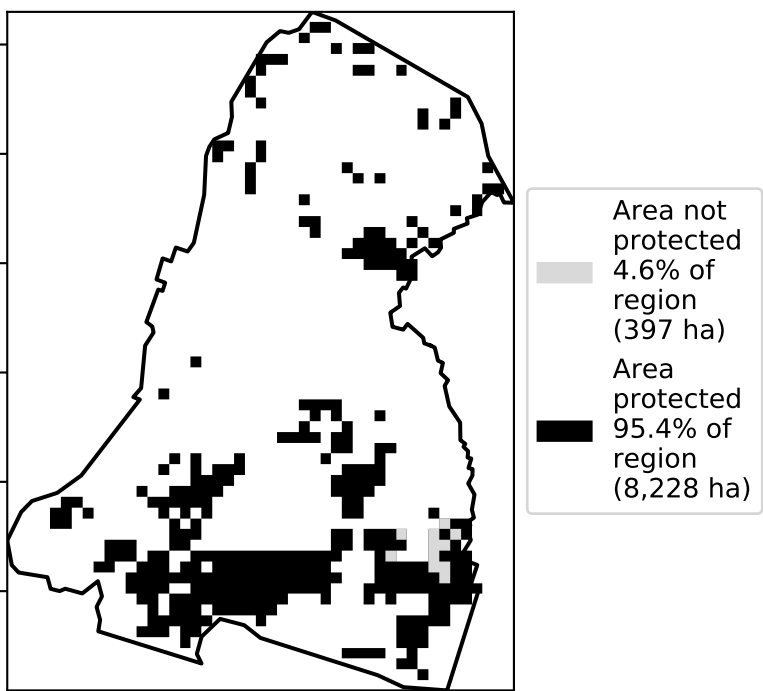 Area not
protected
4.6% of
region
(397 ha)
Area
protected
95.4% of
region
(8,228 ha)